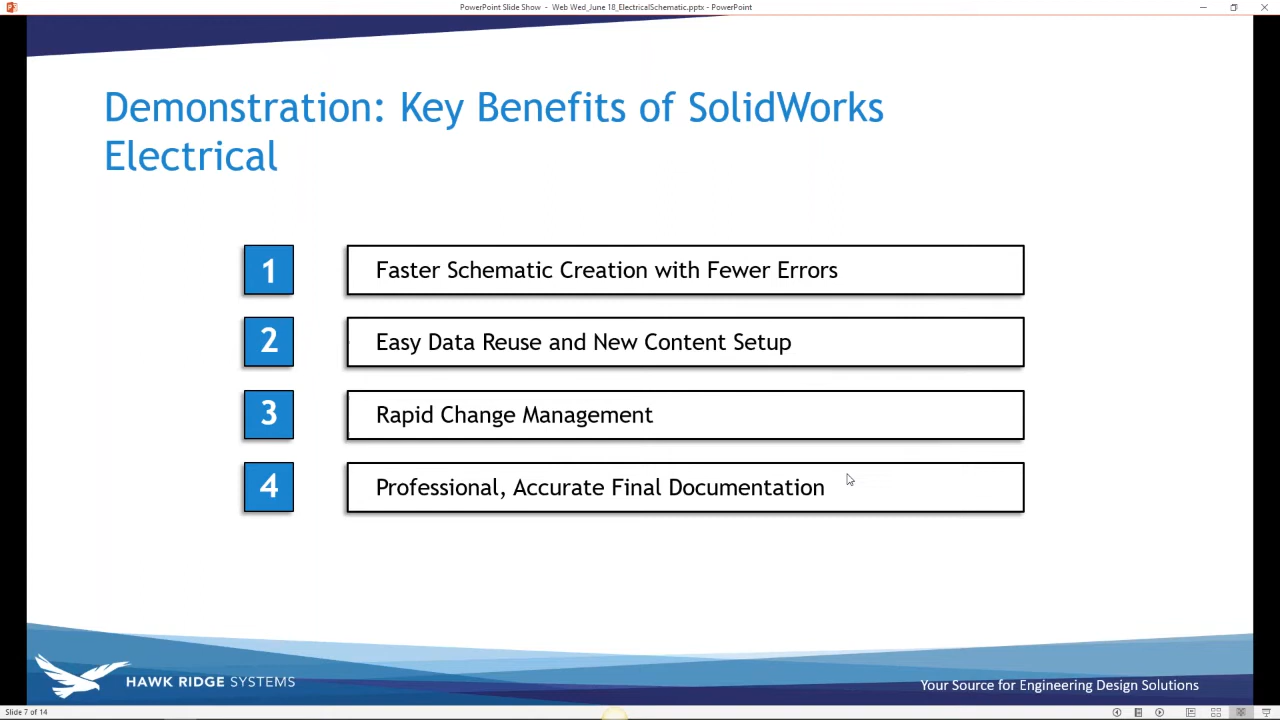 PowerPoint Slide Show - Web Wed_June 18_ElectricalSchematic.pptx - PowerPoint
Demonstration: Key Benefits of SolidWorks
Electrical
1 Faster Schematic Creation with Fewer Errors
2 Easy Data Reuse and New Content Setup
3 Rapid Change Management
4 Professional, Accurate Final Documentation
HAWK RIDGE SYSTEMS
Your Source for Engineering Design Solutions
Slide 7 of 14